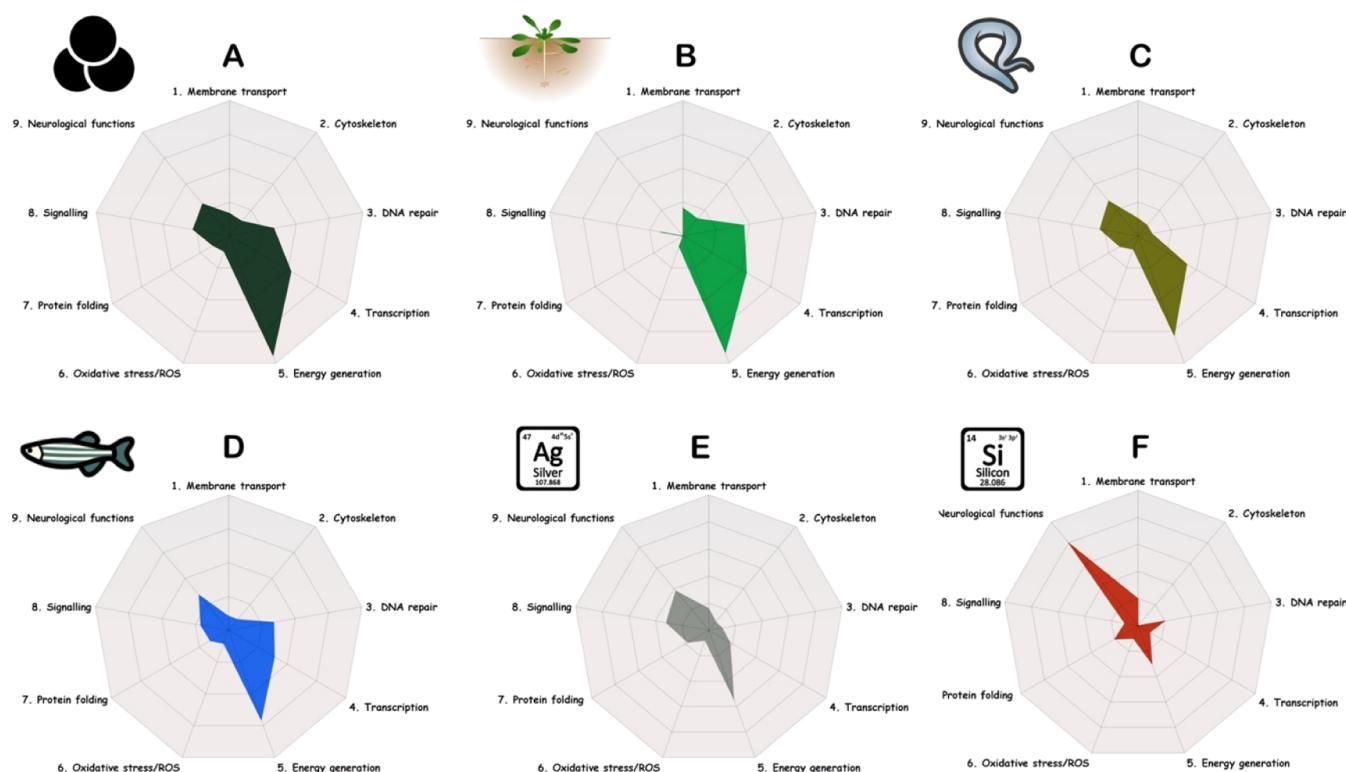 A
1. Membrane transport
2. Cytoskeleton
3. DNA repair
4. Transcription
5. Energy generation
6. Oxidative stress/ROS
7. Protein folding
8. Signalling
9. Neurological functions
B
1. Membrane transport
2. Cytoskeleton
3. DNA repair
4. Transcription
5. Energy generation
6. Oxidative stress/ROS
7. Protein folding
8. Signalling
9. Neurological functions
C
1. Membrane transport
2. Cytoskeleton
3. DNA repair
4. Transcription
5. Energy generation
6. Oxidative stress/ROS
7. Protein folding
8. Signalling
9. Neurological functions
D
1. Membrane transport
2. Cytoskeleton
3. DNA repair
4. Transcription
5. Energy generation
6. Oxidative stress/ROS
7. Protein folding
8. Signalling
9. Neurological functions
47 4d¹⁰5s¹
Ag
Silver
107.868
E
1. Membrane transport
2. Cytoskeleton
3. DNA repair
4. Transcription
5. Energy generation
6. Oxidative stress/ROS
7. Protein folding
8. Signalling
9. Neurological functions
14 3s² 3p²
Si
Silicon
28.086
F
1. Membrane transport
2. Cytoskeleton
3. DNA repair
4. Transcription
5. Energy generation
6. Oxidative stress/ROS
Protein folding
8. Signalling
Neurological functions